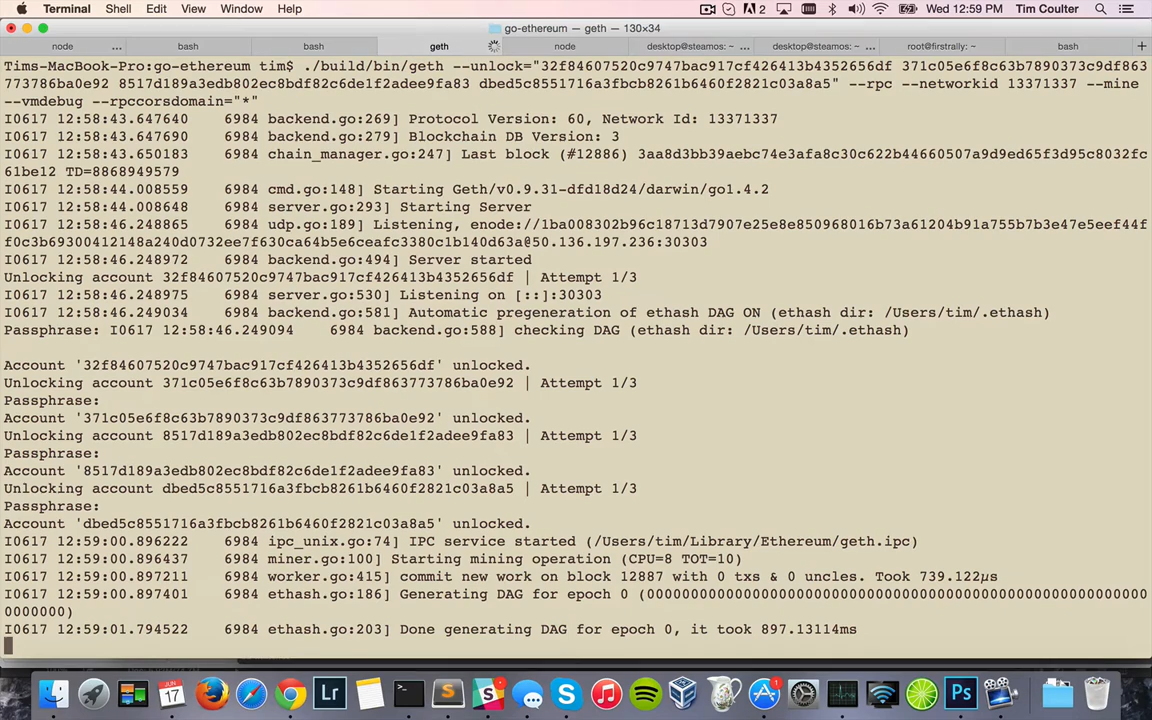 Terminal Shell Edit View Window Help 2 Wed 12:59 PM Tim Coulter
go-ethereum — geth — 130x34
node ... bash bash geth node desktop@steamos: ~ ... desktop@steamos: ~ ... root@firstrally: ~ bash
Tims-MacBook-Pro:go-ethereum tim$ ./build/bin/geth --unlock="32f84607520c9747bac917cf426413b4352656df 371c05e6f8c63b7890373c9df863
773786ba0e92 8517d189a3edb802ec8bdf82c6de1f2adee9fa83 dbed5c8551716a3fbcb8261b6460f2821c03a8a5" --rpc --networkid 13371337 --mine
--vmdebug --rpccorsdomain="*"
I0617 12:58:43.647640    6984 backend.go:269] Protocol Version: 60, Network Id: 13371337
I0617 12:58:43.647690    6984 backend.go:279] Blockchain DB Version: 3
I0617 12:58:43.650183    6984 chain_manager.go:247] Last block (#12886) 3aa8d3bb39aebc74e3afa8c30c622b44660507a9d9ed65f3d95c8032fc
61be12 TD=8868949579
I0617 12:58:44.008559    6984 cmd.go:148] Starting Geth/v0.9.31-dfd18d24/darwin/go1.4.2
I0617 12:58:44.008648    6984 server.go:293] Starting Server
I0617 12:58:46.248865    6984 udp.go:189] Listening, enode://1ba008302b96c18713d7907e25e8e850968016b73a61204b91a755b7b3e47e5eef44f
f0c3b69300412148a240d0732ee7f630ca64b5e6ceafc3380c1b140d63a@50.136.197.236:30303
I0617 12:58:46.248972    6984 backend.go:494] Server started
Unlocking account 32f84607520c9747bac917cf426413b4352656df | Attempt 1/3
I0617 12:58:46.248975    6984 server.go:530] Listening on [::]:30303
I0617 12:58:46.249034    6984 backend.go:581] Automatic pregeneration of ethash DAG ON (ethash dir: /Users/tim/.ethash)
Passphrase: I0617 12:58:46.249094    6984 backend.go:588] checking DAG (ethash dir: /Users/tim/.ethash)
Account '32f84607520c9747bac917cf426413b4352656df' unlocked.
Unlocking account 371c05e6f8c63b7890373c9df863773786ba0e92 | Attempt 1/3
Passphrase:
Account '371c05e6f8c63b7890373c9df863773786ba0e92' unlocked.
Unlocking account 8517d189a3edb802ec8bdf82c6de1f2adee9fa83 | Attempt 1/3
Passphrase:
Account '8517d189a3edb802ec8bdf82c6de1f2adee9fa83' unlocked.
Unlocking account dbed5c8551716a3fbcb8261b6460f2821c03a8a5 | Attempt 1/3
Passphrase:
Account 'dbed5c8551716a3fbcb8261b6460f2821c03a8a5' unlocked.
I0617 12:59:00.896222    6984 ipc_unix.go:74] IPC service started (/Users/tim/Library/Ethereum/geth.ipc)
I0617 12:59:00.896437    6984 miner.go:100] Starting mining operation (CPU=8 TOT=10)
I0617 12:59:00.897211    6984 worker.go:415] commit new work on block 12887 with 0 txs & 0 uncles. Took 739.122µs
I0617 12:59:00.897401    6984 ethash.go:186] Generating DAG for epoch 0 (000000000000000000000000000000000000000000000000000000000
0000000)
I0617 12:59:01.794522    6984 ethash.go:203] Done generating DAG for epoch 0, it took 897.13114ms
JUN
17
Lr
S
1
Ps